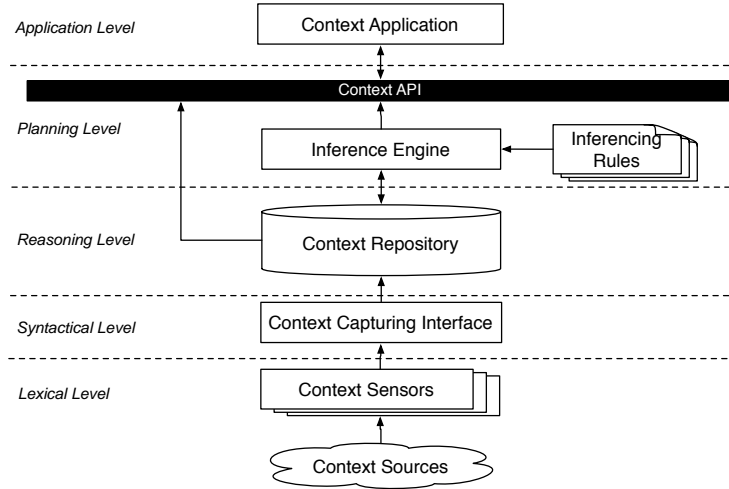 Application Level
Context Application
Context API
Planning Level
Inference Engine
Inferencing
Rules
Reasoning Level
Context Repository
Syntactical Level
Context Capturing Interface
Lexical Level
Context Sensors
Context Sources